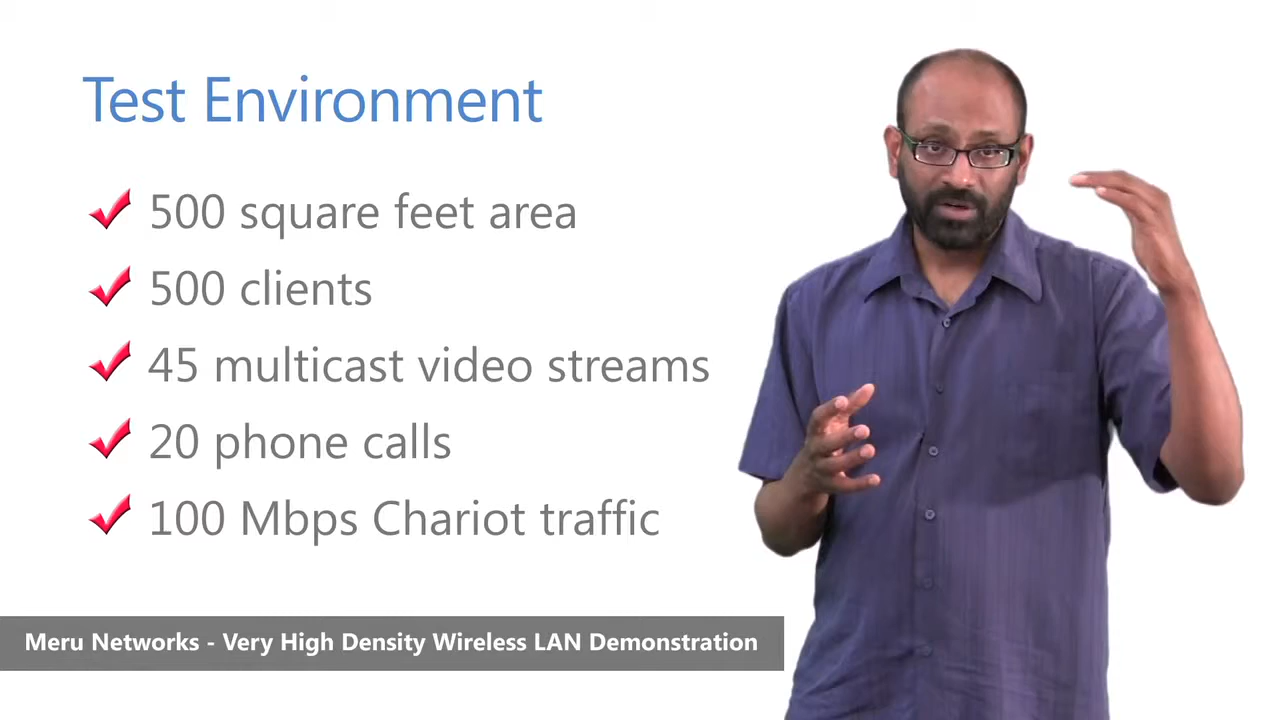 Test Environment
500 square feet area
500 clients
45 multicast video streams
20 phone calls
100 Mbps Chariot traffic
Meru Networks - Very High Density Wireless LAN Demonstration